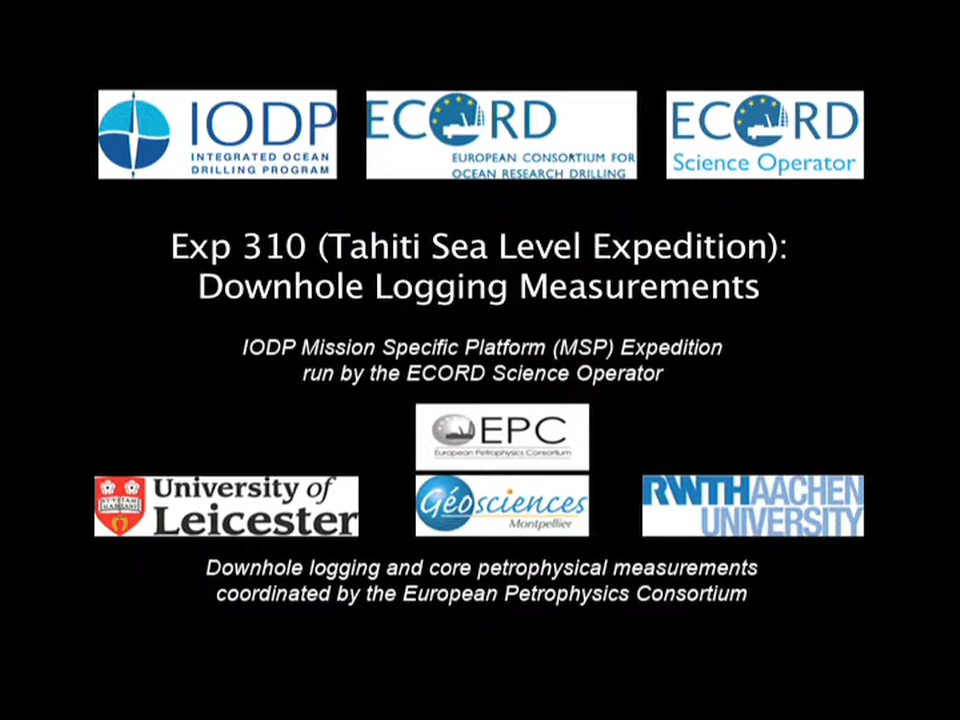 IODP
INTEGRATED OCEAN
DRILLING PROGRAM
ECORD
EUROPEAN CONSORTIUM FOR
OCEAN RESEARCH DRILLING
ECORD
Science Operator
Exp 310 (Tahiti Sea Level Expedition):
Downhole Logging Measurements
IODP Mission Specific Platform (MSP) Expedition
run by the ECORD Science Operator
EPC
European Petrophysics Consortium
University of
Leicester
Géosciences
Montpellier
RWTHAACHEN
UNIVERSITY
Downhole logging and core petrophysical measurements
coordinated by the European Petrophysics Consortium